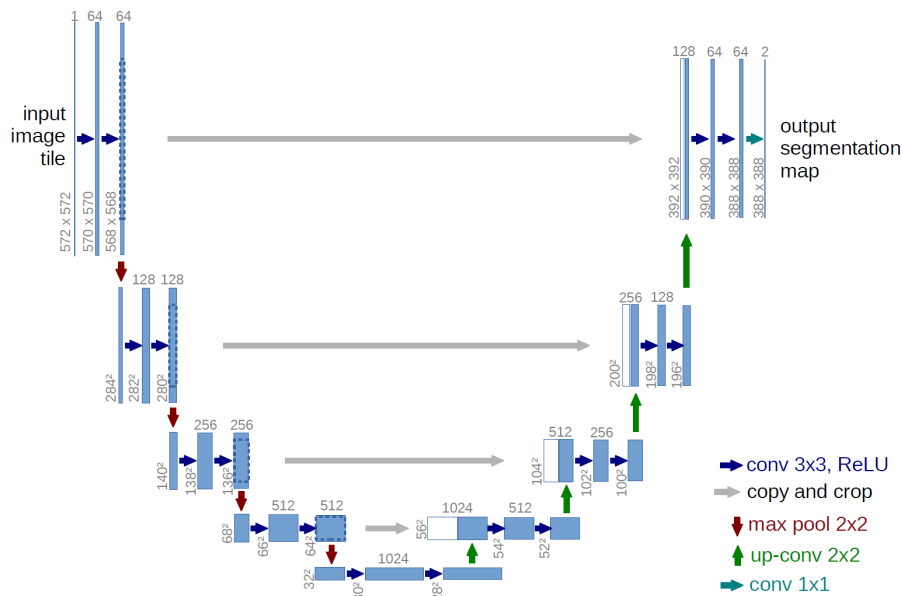 1 64 64
128 64 64 2
input
image
tile
output
segmentation
map
572 x 572
570 x 570
568 x 568
392 x 392
390 x 390
388 x 388
388 x 388
128 128
256 128
284²
282²
280²
200²
198²
196²
256 256
512 256
140²
138²
136²
104²
102²
100²
512 512
1024 512
68²
66²
64²
56²
54²
52²
1024
32²
conv 3x3, ReLU
copy and crop
max pool 2x2
up-conv 2x2
conv 1x1